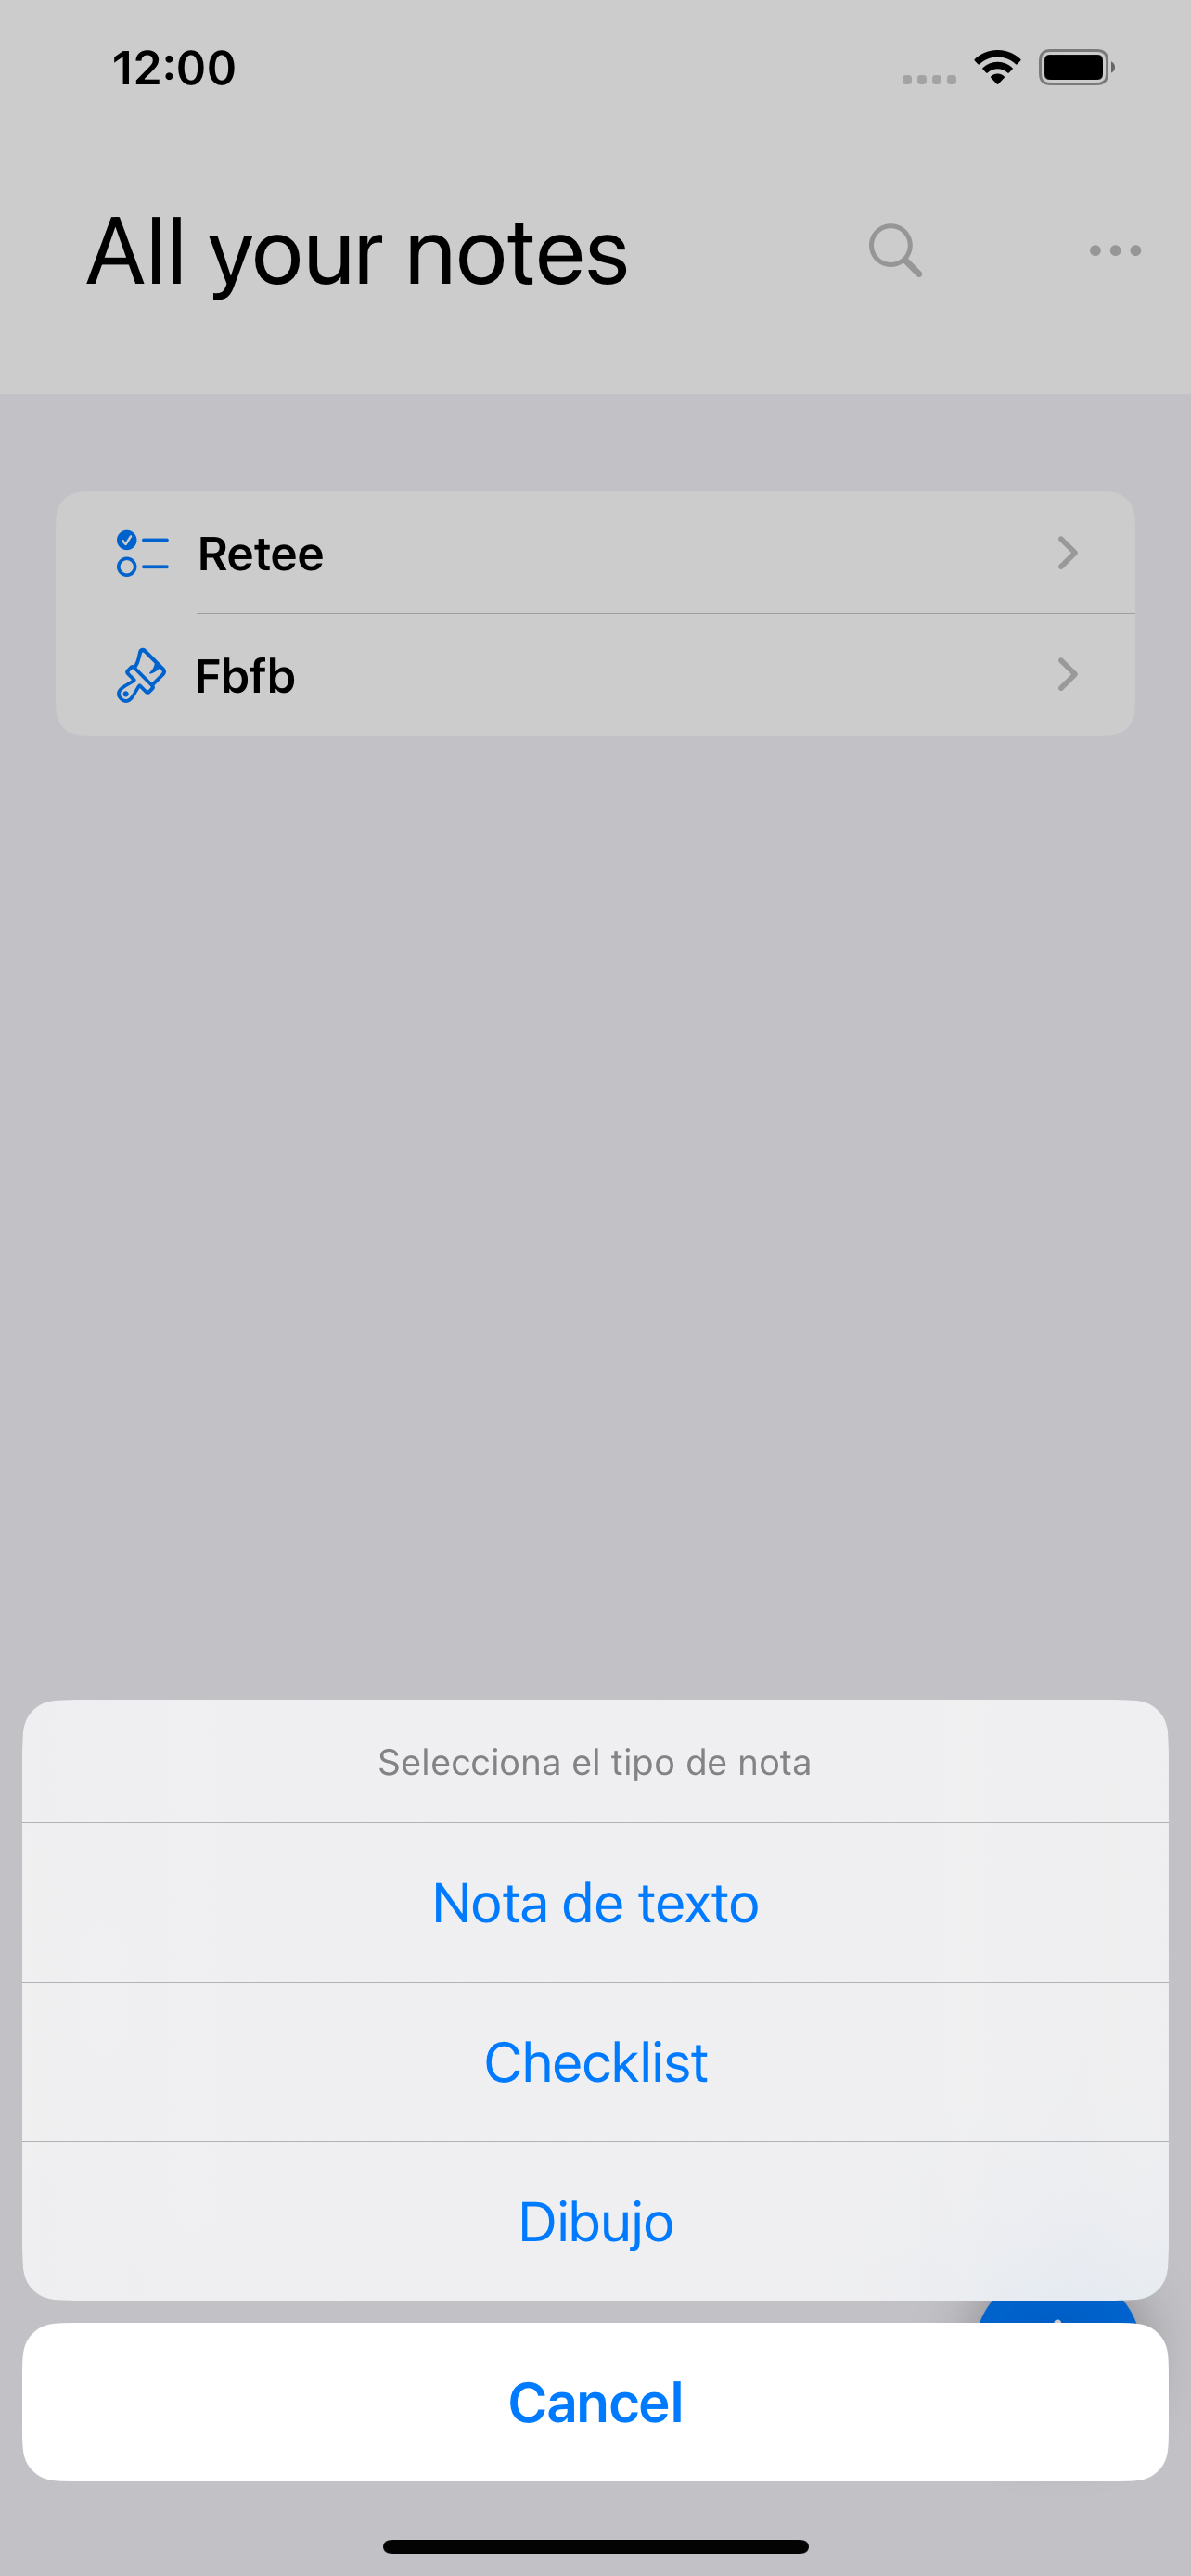 12:00
All your notes
Retee
Fbfb
Selecciona el tipo de nota
Nota de texto
Checklist
Dibujo
Cancel